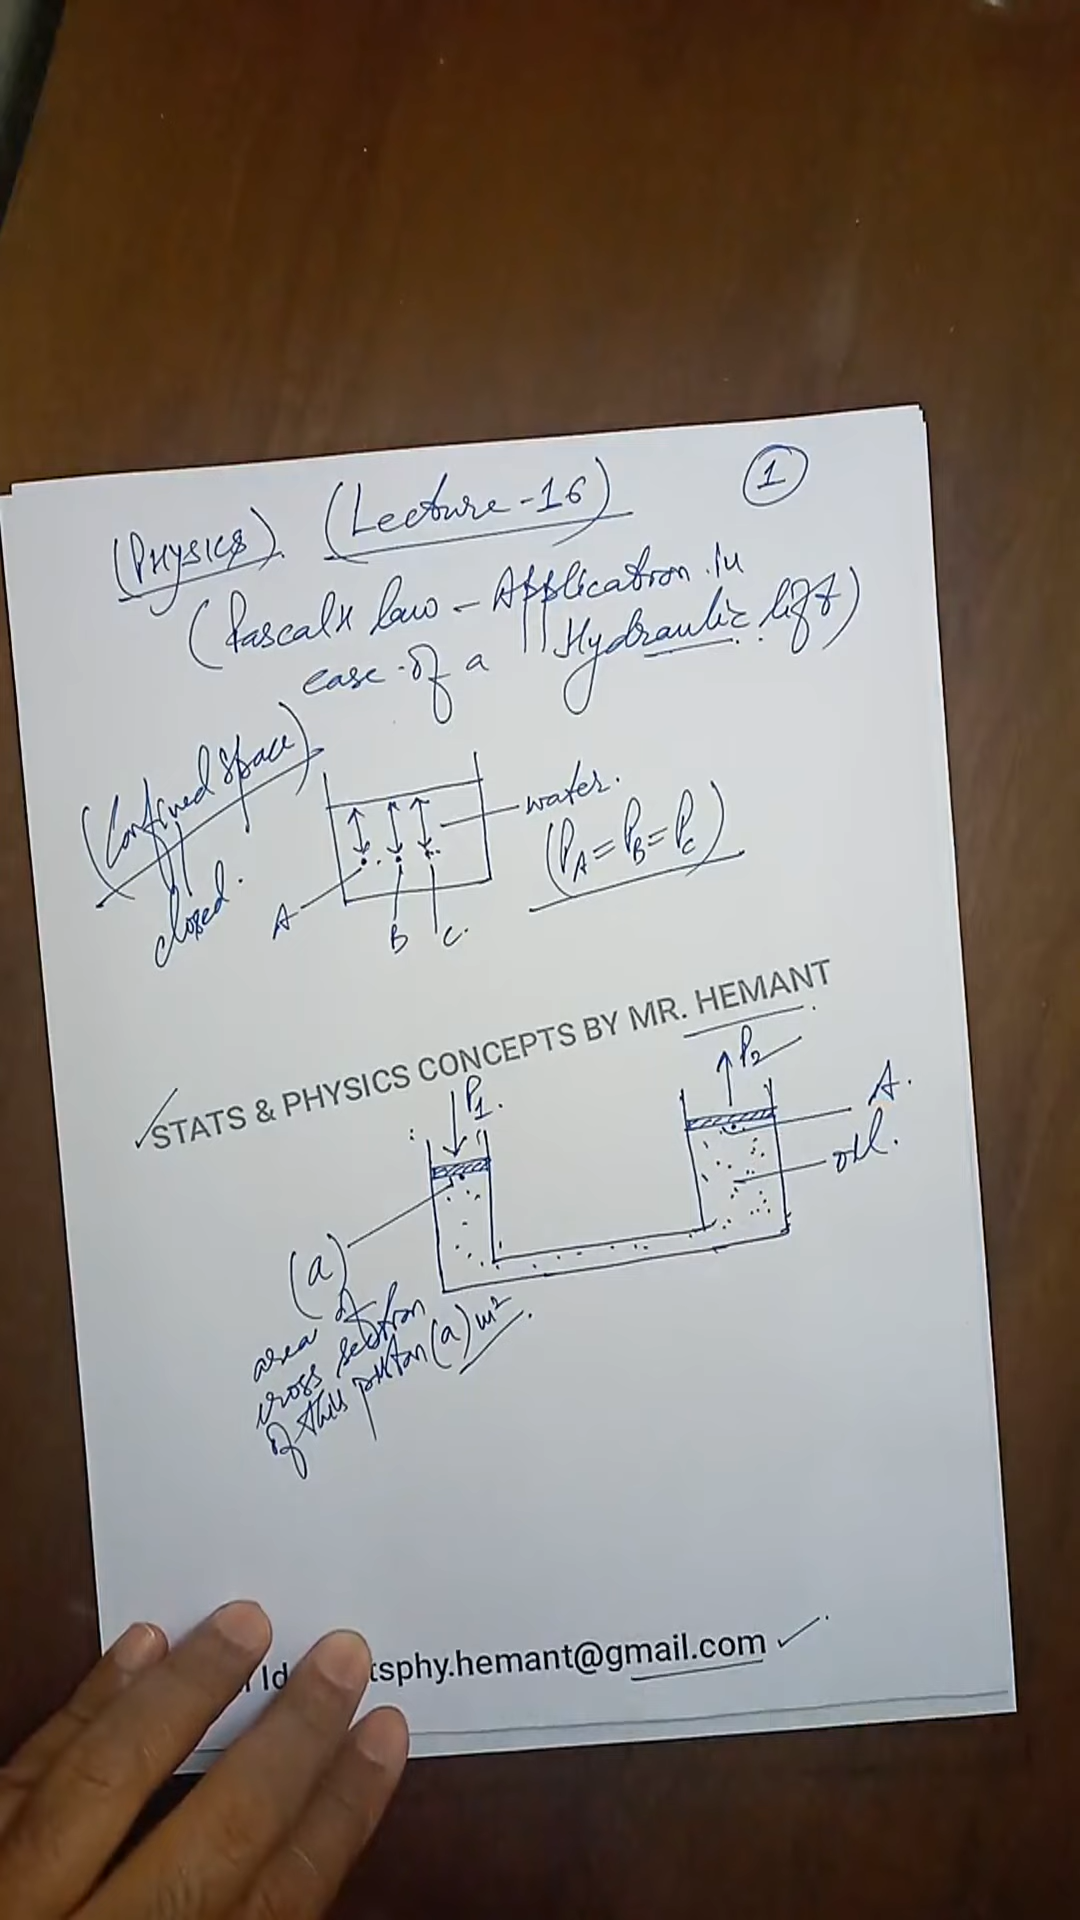 (Physics) (Lecture-16) 1
(Pascal's law - Application in
case of a Hydraulic lift)
(Confined space)
closed.
water.
(PA = PB = PC)
A
B
C.
STATS & PHYSICS CONCEPTS BY MR. HEMANT
P1.
P2
A.
oil.
(a)
area of
cross section
of this piston (a) m²
Id
tsphy.hemant@gmail.com